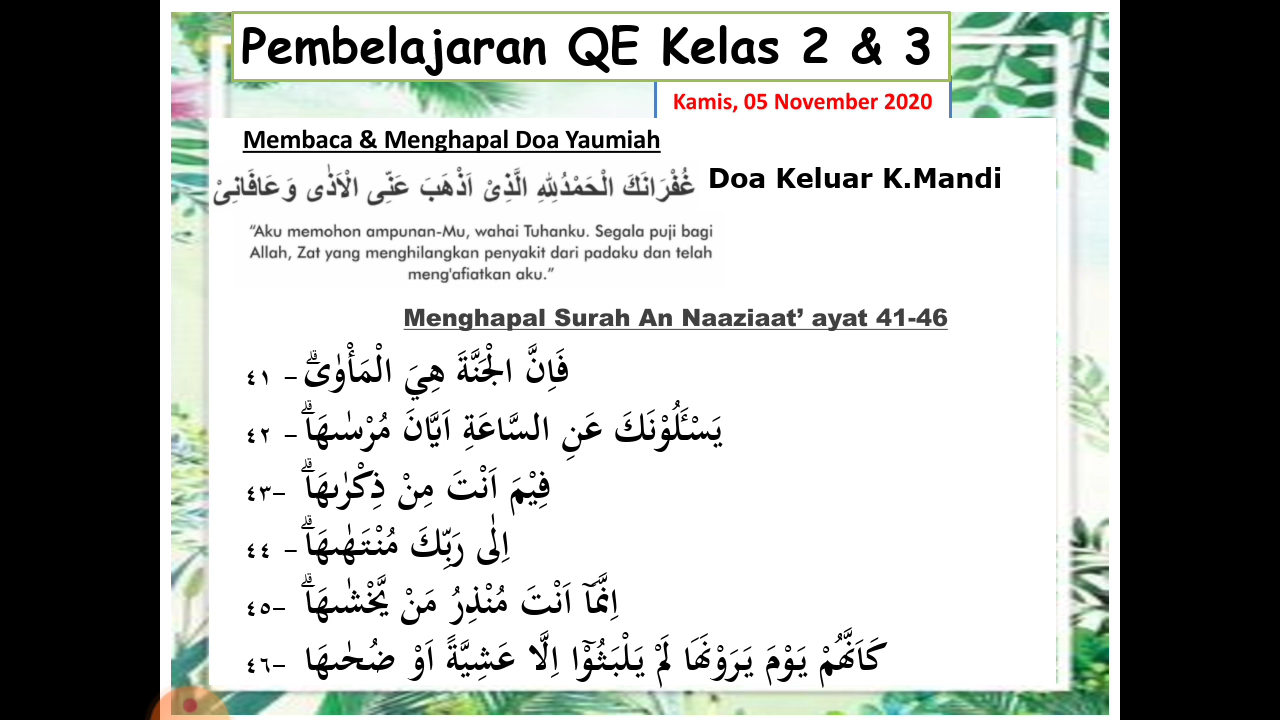 Pembelajaran QE Kelas 2 & 3
Kamis, 05 November 2020
Membaca & Menghapal Doa Yaumiah
غُفْرَانَكَ الْحَمْدُلِلّٰهِ الَّذِىْ اَذْهَبَ عَنِّى الْاَذٰى وَعَافَانِىْ
Doa Keluar K.Mandi
“Aku memohon ampunan-Mu, wahai Tuhanku. Segala puji bagi
Allah, Zat yang menghilangkan penyakit dari padaku dan telah
meng'afiatkan aku.”
Menghapal Surah An Naaziaat’ ayat 41-46
فَاِنَّ الْجَنَّةَ هِيَ الْمَأْوٰىۗ – ٤١
يَسْـَٔلُوْنَكَ عَنِ السَّاعَةِ اَيَّانَ مُرْسٰىهَاۗ – ٤٢
فِيْمَ اَنْتَ مِنْ ذِكْرٰىهَاۗ –٤٣
اِلٰى رَبِّكَ مُنْتَهٰىهَاۗ – ٤٤
اِنَّمَآ اَنْتَ مُنْذِرُ مَنْ يَّخْشٰىهَاۗ –٤٥
كَاَنَّهُمْ يَوْمَ يَرَوْنَهَا لَمْ يَلْبَثُوْٓا اِلَّا عَشِيَّةً اَوْ ضُحٰىهَا –٤٦